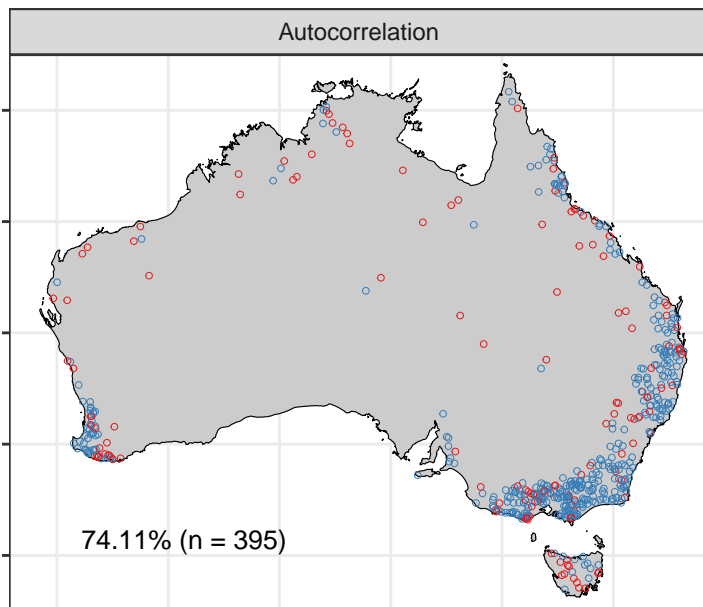 Autocorrelation
74.11% (n = 395)